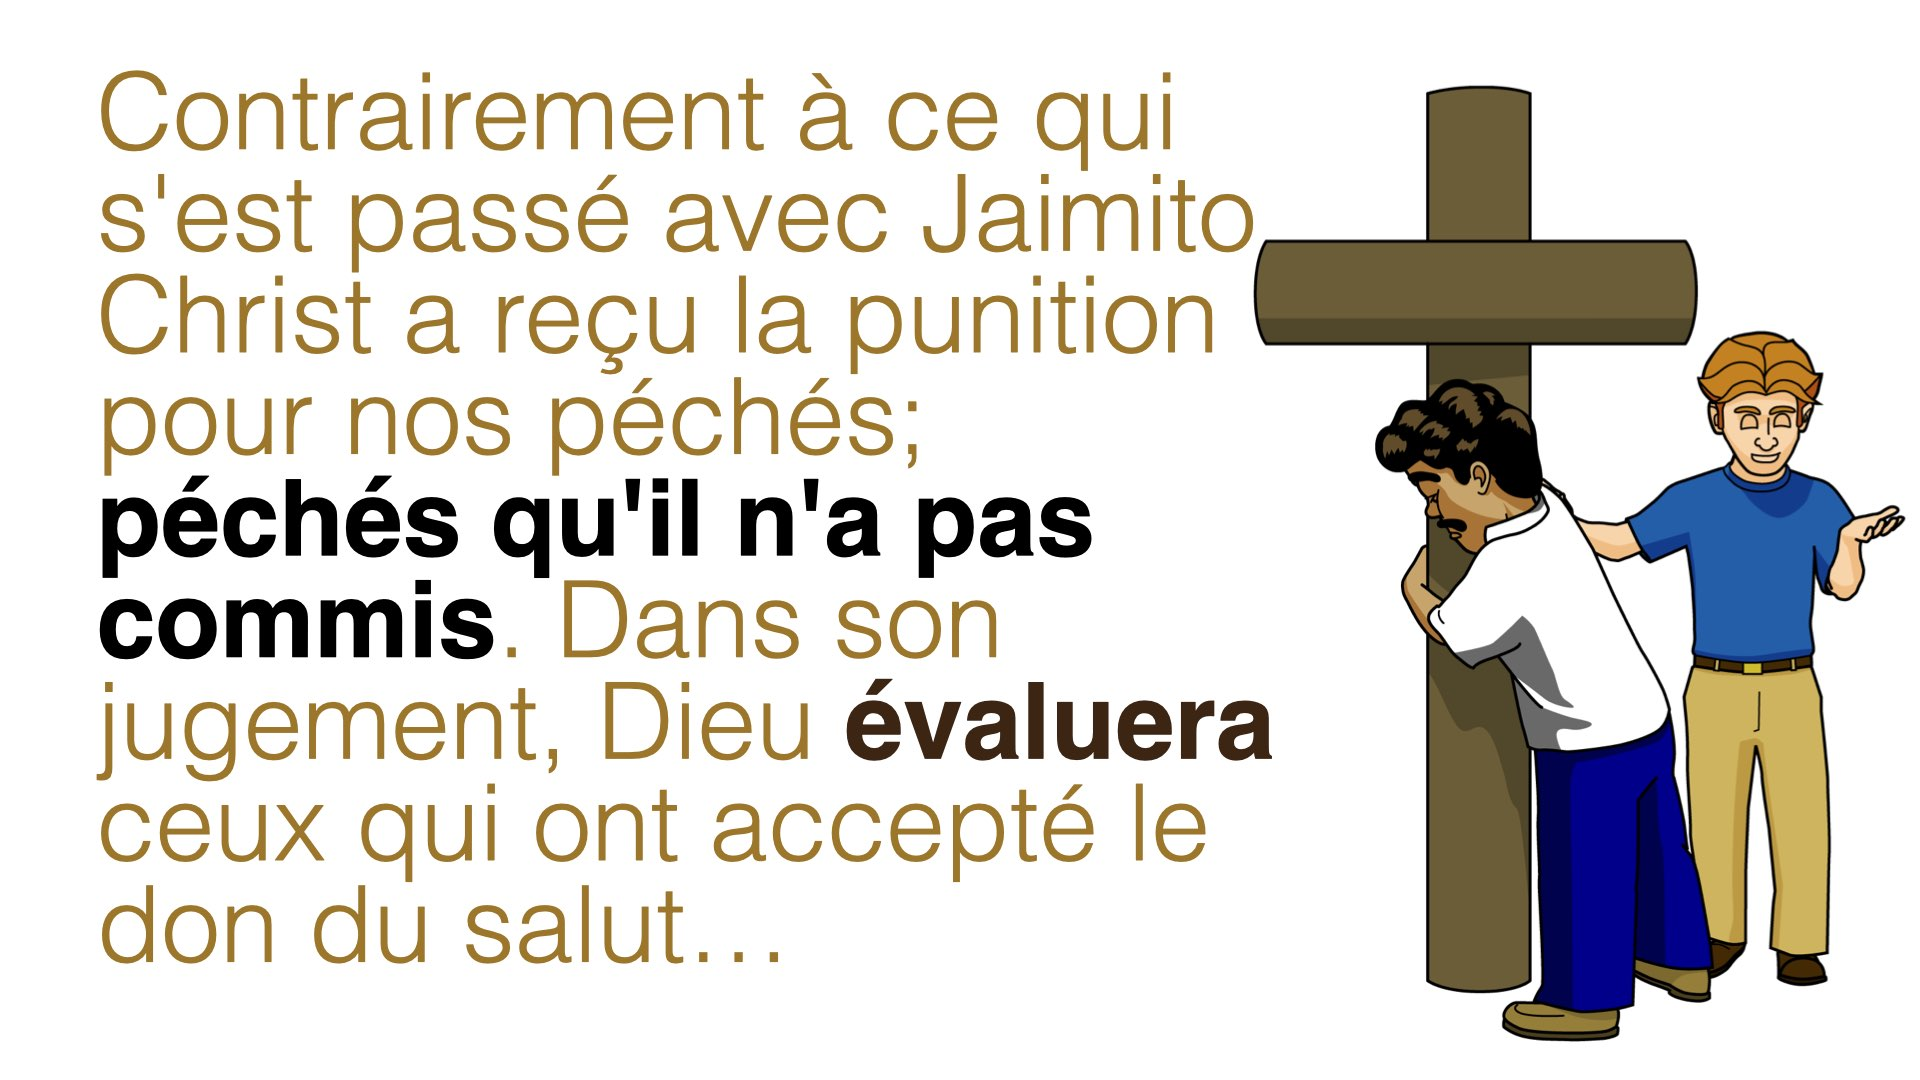 Contrairement à ce qui
s'est passé avec Jaimito
Christ a reçu la punition
pour nos péchés;
péchés qu'il n'a pas
commis. Dans son
jugement, Dieu évaluera
ceux qui ont accepté le
don du salut...